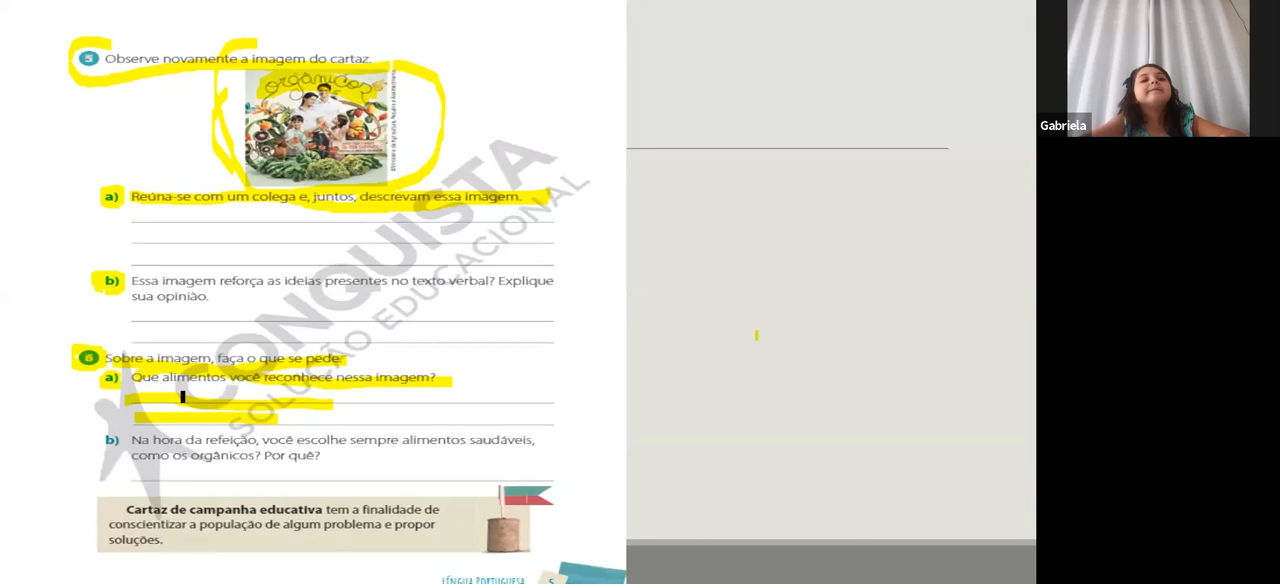 5 Observe novamente a imagem do cartaz.
orgânicos
a) Reúna-se com um colega e, juntos, descrevam essa imagem.
b) Essa imagem reforça as ideias presentes no texto verbal? Explique
sua opinião.
6 Sobre a imagem, faça o que se pede.
a) Que alimentos você reconhece nessa imagem?
b) Na hora da refeição, você escolhe sempre alimentos saudáveis,
como os orgânicos? Por quê?
Cartaz de campanha educativa tem a finalidade de
conscientizar a população de algum problema e propor
soluções.
LÍNGUA PORTUGUESA 5
CONQUISTA
SOLUÇÃO EDUCACIONAL
Gabriela